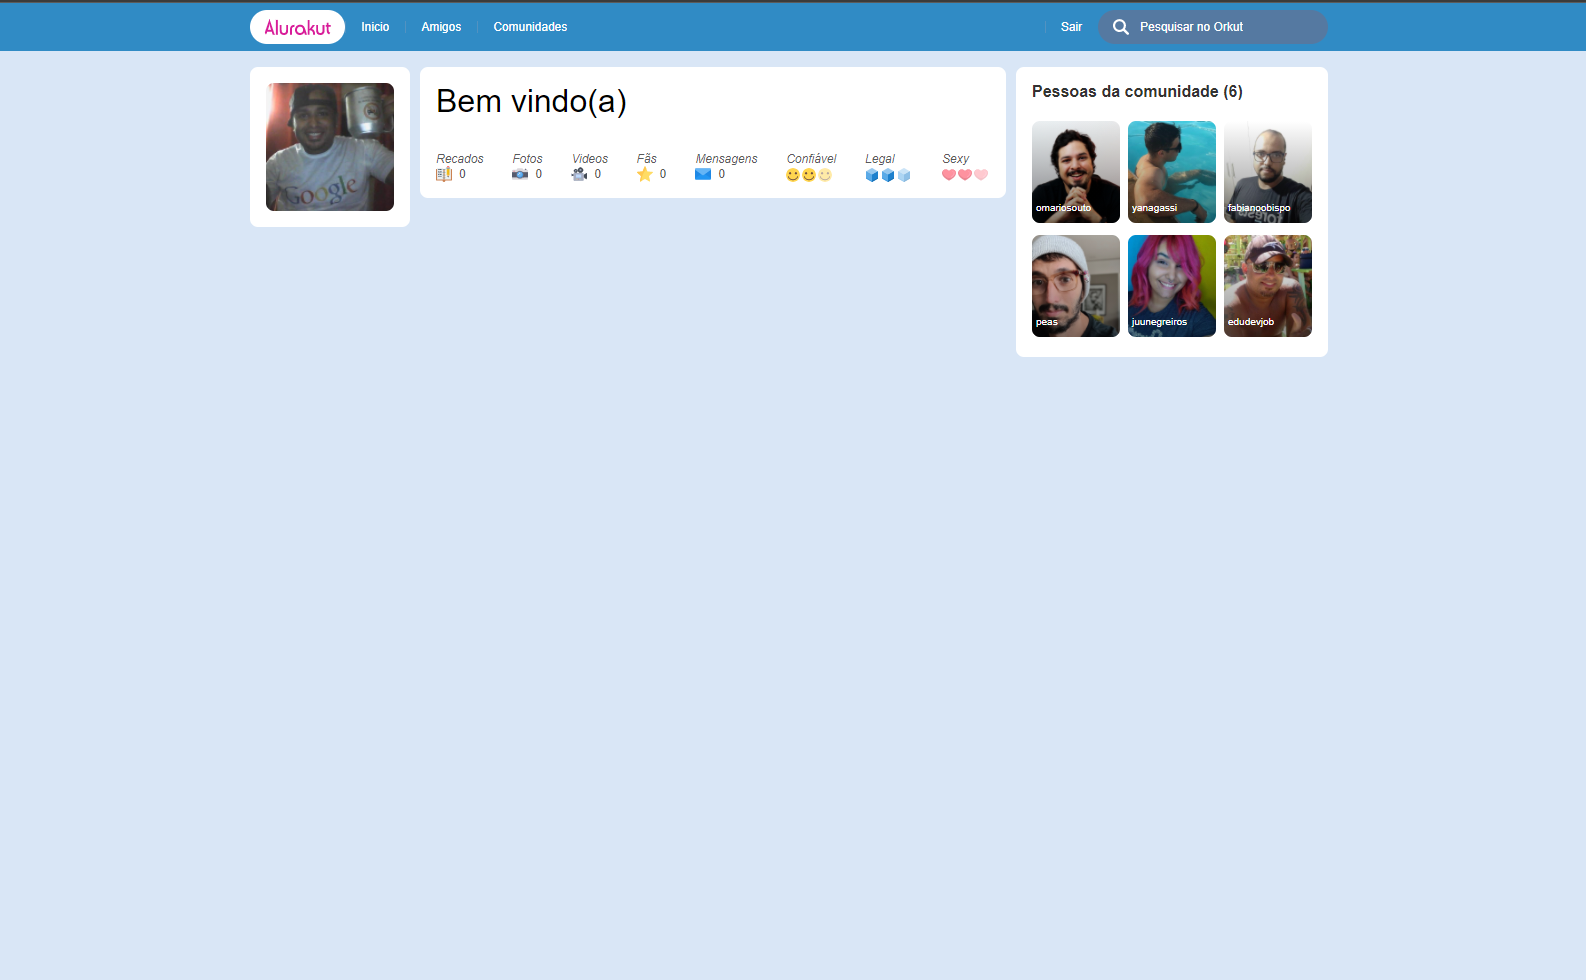 Alurakut
Inicio
Amigos
Comunidades
Sair
Pesquisar no Orkut
Google
Bem vindo(a)
Recados
0
Fotos
0
Videos
0
Fãs
0
Mensagens
0
Confiável
Legal
Sexy
Pessoas da comunidade (6)
omariosouto
yanagassi
fabianoobispo
peas
juunegreiros
edudevjob